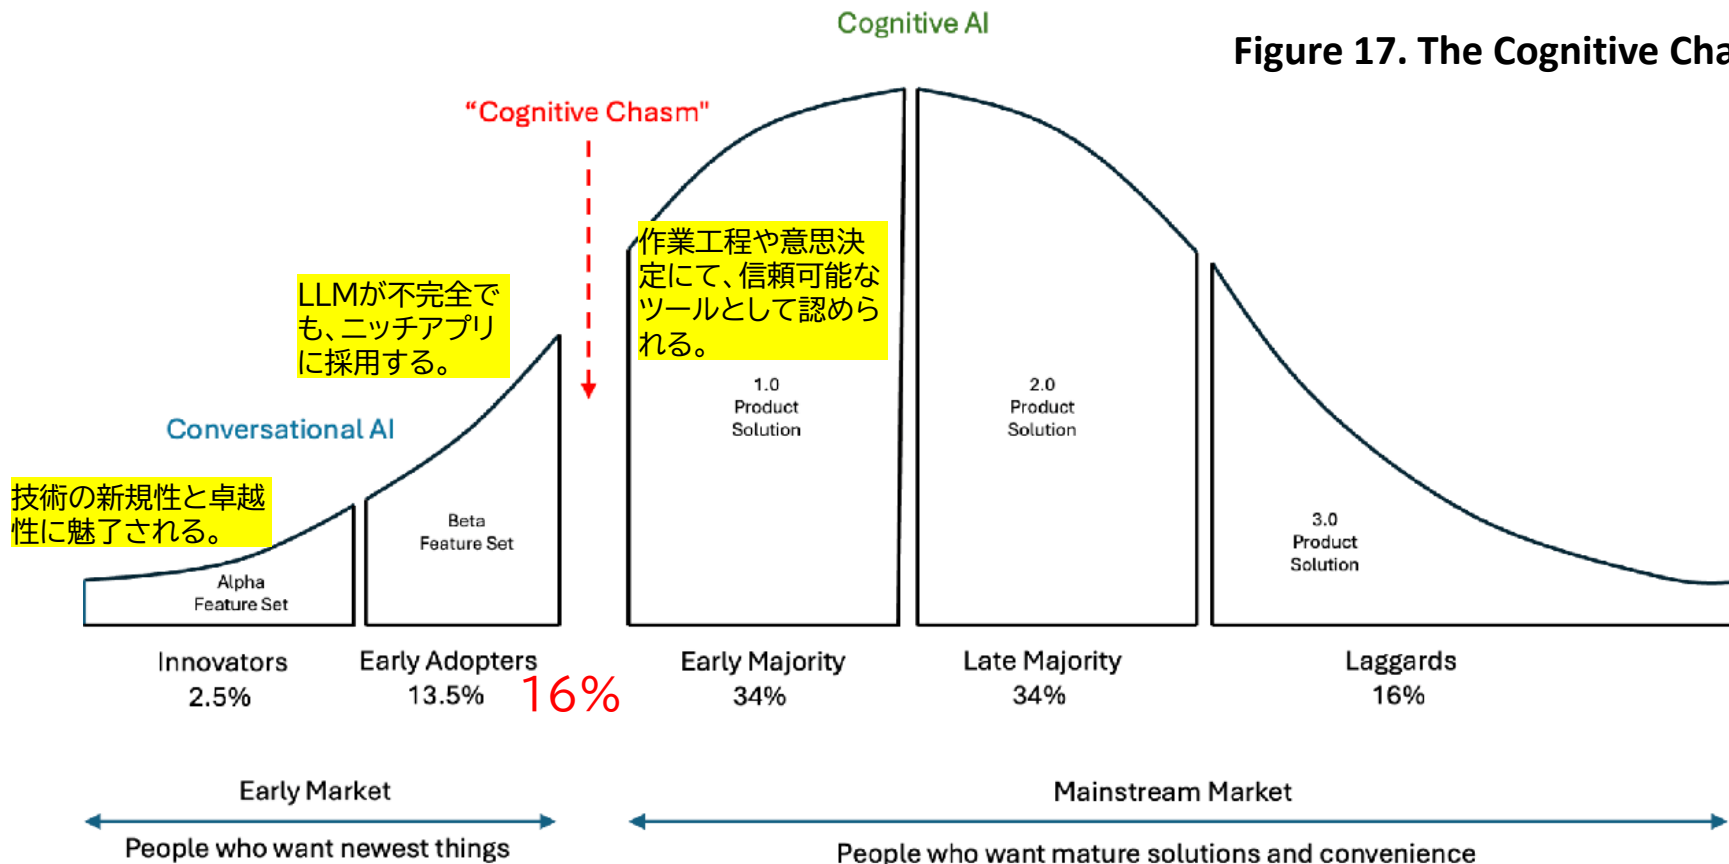 Cognitive AI
Figure 17. The Cognitive Cha
“Cognitive Chasm"
作業工程や意思決
定にて、信頼可能な
ツールとして認めら
れる。
LLMが不完全で
も、ニッチアプリ
に採用する。
Conversational AI
技術の新規性と卓越
性に魅了される。
Alpha
Feature Set
Beta
Feature Set
1.0
Product
Solution
2.0
Product
Solution
3.0
Product
Solution
Innovators
2.5%
Early Adopters
13.5%
16%
Early Majority
34%
Late Majority
34%
Laggards
16%
Early Market
People who want newest things
Mainstream Market
People who want mature solutions and convenience